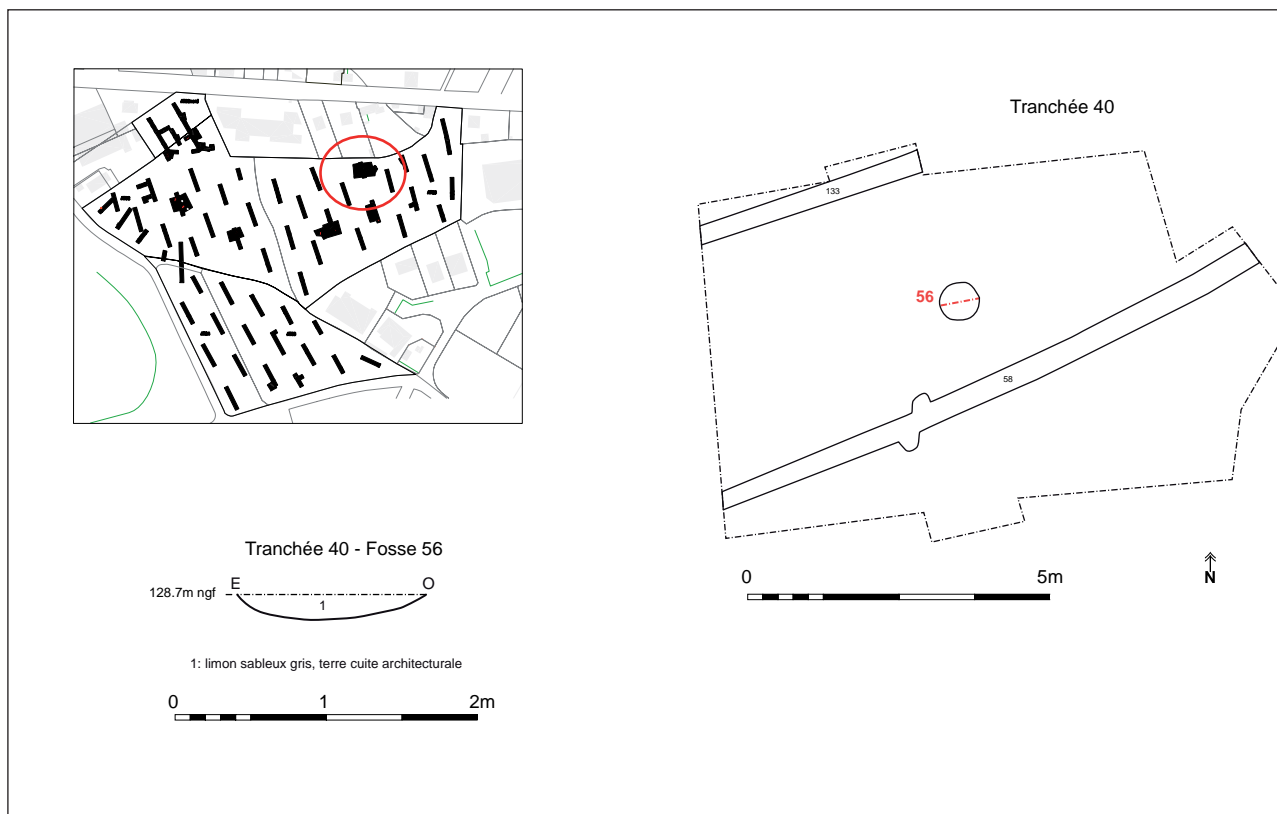 Tranchée 40
133
56
58
0 5m
N
Tranchée 40 - Fosse 56
E O
128.7m ngf
1
1: limon sableux gris, terre cuite architecturale
0 1 2m